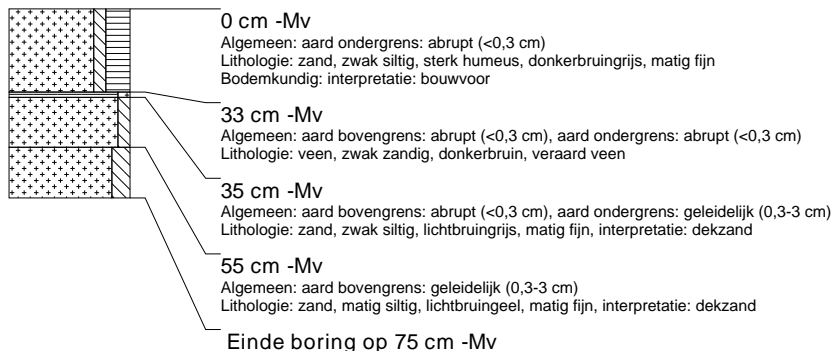 0 cm -Mv
Algemeen: aard ondergrens: abrupt (<0,3 cm)
Lithologie: zand, zwak siltig, sterk humeus, donkerbruingrijs, matig fijn
Bodemkundig: interpretatie: bouwvoor
33 cm -Mv
Algemeen: aard bovengrens: abrupt (<0,3 cm), aard ondergrens: abrupt (<0,3 cm)
Lithologie: veen, zwak zandig, donkerbruin, veraard veen
35 cm -Mv
Algemeen: aard bovengrens: abrupt (<0,3 cm), aard ondergrens: geleidelijk (0,3-3 cm)
Lithologie: zand, zwak siltig, lichtbruingrijs, matig fijn, interpretatie: dekzand
55 cm -Mv
Algemeen: aard bovengrens: geleidelijk (0,3-3 cm)
Lithologie: zand, matig siltig, lichtbruingeel, matig fijn, interpretatie: dekzand
Einde boring op 75 cm -Mv